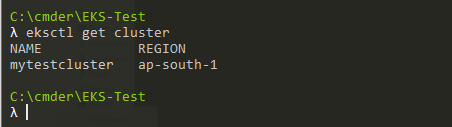 C:\cmder\EKS-Test
λ eksctl get cluster
NAME            REGION
mytestcluster   ap-south-1
C:\cmder\EKS-Test
λ